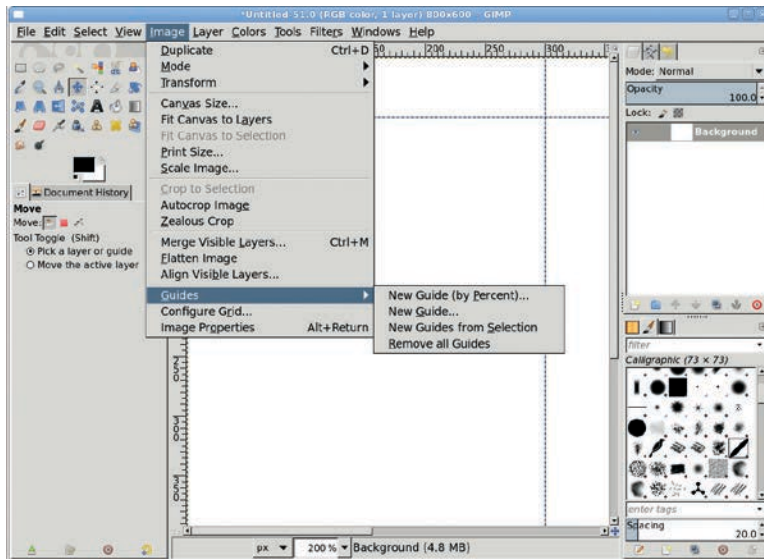 *Untitled-51.0 (RGB color, 1 layer) 800x600 – GIMP
File Edit Select View Image Layer Colors Tools Filters Windows Help
Duplicate Ctrl+D
Mode
Transform
Canvas Size...
Fit Canvas to Layers
Fit Canvas to Selection
Print Size...
Scale Image...
Crop to Selection
Autocrop Image
Zealous Crop
Merge Visible Layers... Ctrl+M
Flatten Image
Align Visible Layers...
Guides
Configure Grid...
Image Properties Alt+Return
New Guide (by Percent)...
New Guide...
New Guides from Selection
Remove all Guides
200 250 300
250
300
350
Document History
Move
Move:
Tool Toggle (Shift)
Pick a layer or guide
Move the active layer
px 200 % Background (4.8 MB)
Mode: Normal
Opacity
100.0
Lock:
Background
filter
Calligraphic (73 × 73)
enter tags
Spacing
20.0